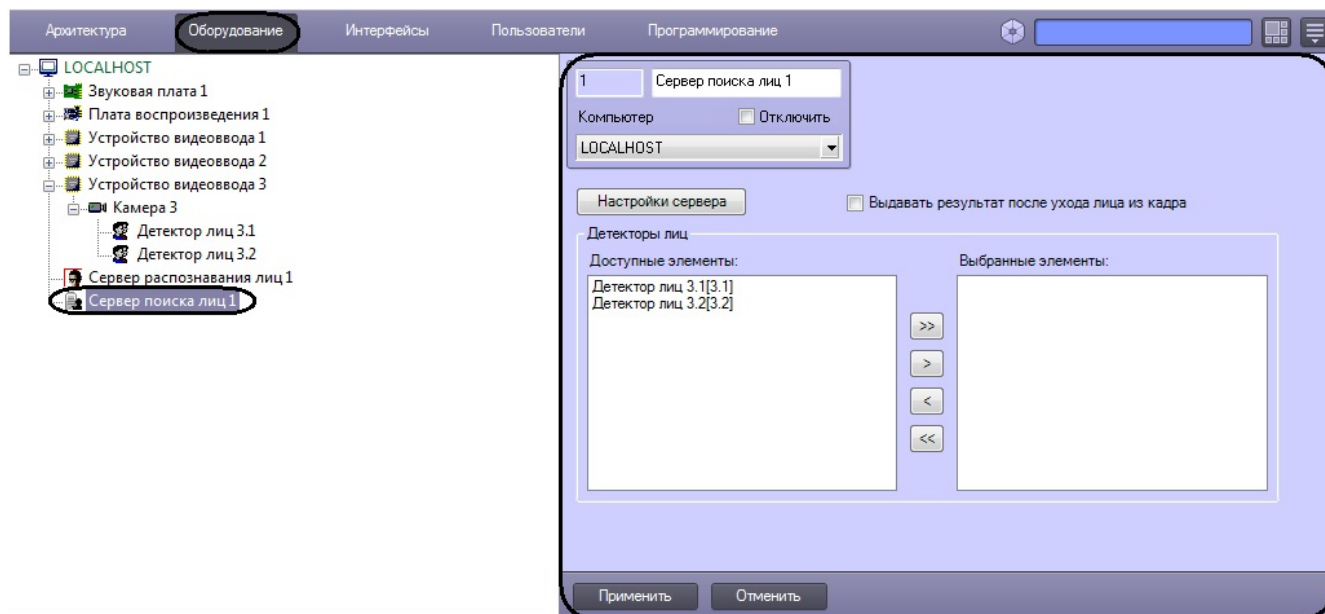 Архитектура Оборудование Интерфейсы Пользователи Программирование
LOCALHOST
Звуковая плата 1
Плата воспроизведения 1
Устройство видеоввода 1
Устройство видеоввода 2
Устройство видеоввода 3
Камера 3
Детектор лиц 3.1
Детектор лиц 3.2
Сервер распознавания лиц 1
Сервер поиска лиц 1
1 Сервер поиска лиц 1
Компьютер Отключить
LOCALHOST
Настройки сервера Выдавать результат после ухода лица из кадра
Детекторы лиц
Доступные элементы: Выбранные элементы:
Детектор лиц 3.1[3.1]
Детектор лиц 3.2[3.2]
>>
>
<
<<
Применить Отменить